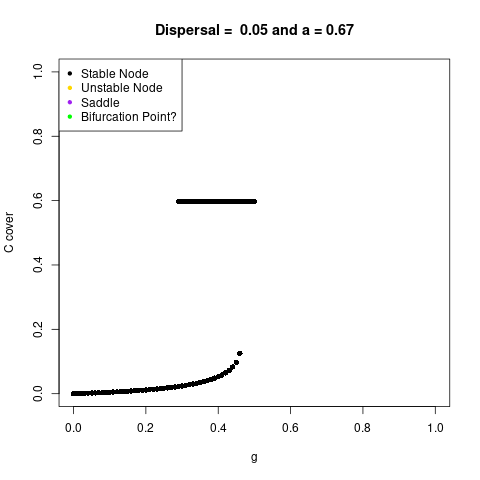 Dispersal =  0.05 and a = 0.67
Stable Node
Unstable Node
Saddle
Bifurcation Point?
C cover
1.0
0.8
0.6
0.4
0.2
0.0
0.0 0.2 0.4 0.6 0.8 1.0
g